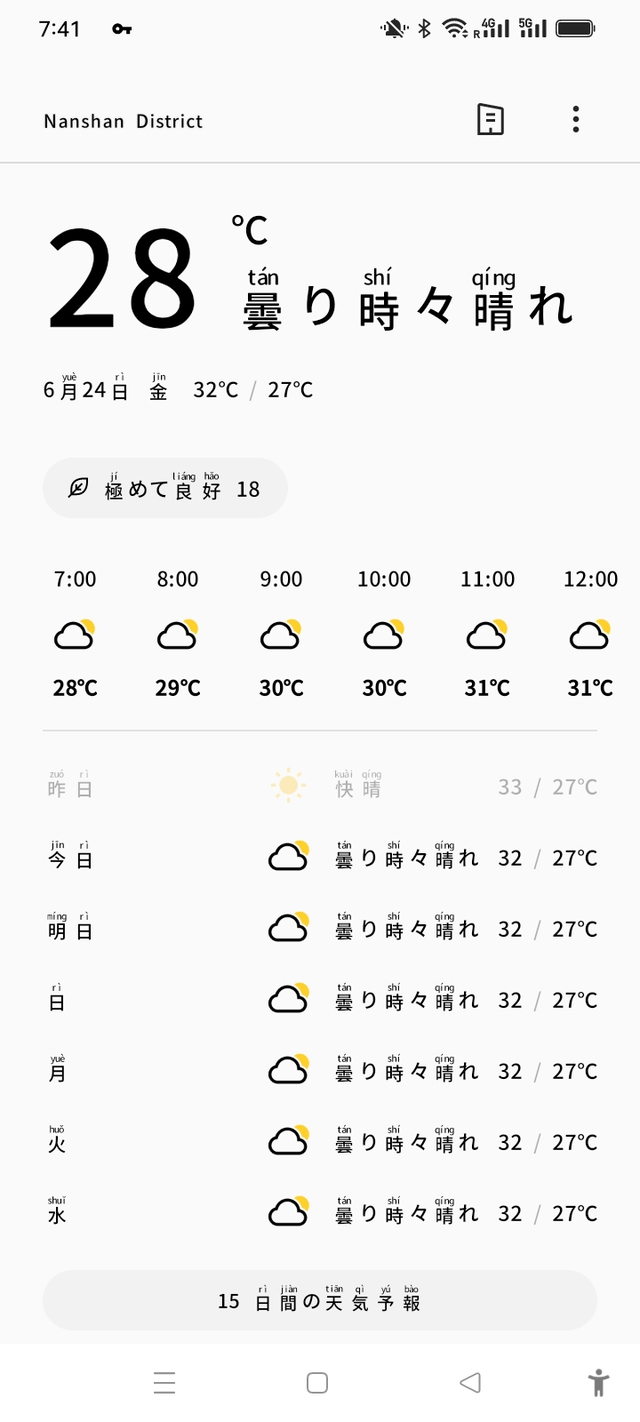 7:41 R 4G 5G
Nanshan District
28 °C
tán shí qíng
曇り時々晴れ
yuè rì jīn
6月24日 金 32°C / 27°C
jí liáng hǎo
極めて良好 18
7:00 8:00 9:00 10:00 11:00 12:00
28°C 29°C 30°C 30°C 31°C 31°C
zuó rì kuài qíng
昨日 快晴 33 / 27°C
jīn rì tán shí qíng
今日 曇り時々晴れ 32 / 27°C
míng rì tán shí qíng
明日 曇り時々晴れ 32 / 27°C
rì tán shí qíng
日 曇り時々晴れ 32 / 27°C
yuè tán shí qíng
月 曇り時々晴れ 32 / 27°C
huǒ tán shí qíng
火 曇り時々晴れ 32 / 27°C
shuǐ tán shí qíng
水 曇り時々晴れ 32 / 27°C
rì jiàn tiān qì yú bào
15 日間の天気予報